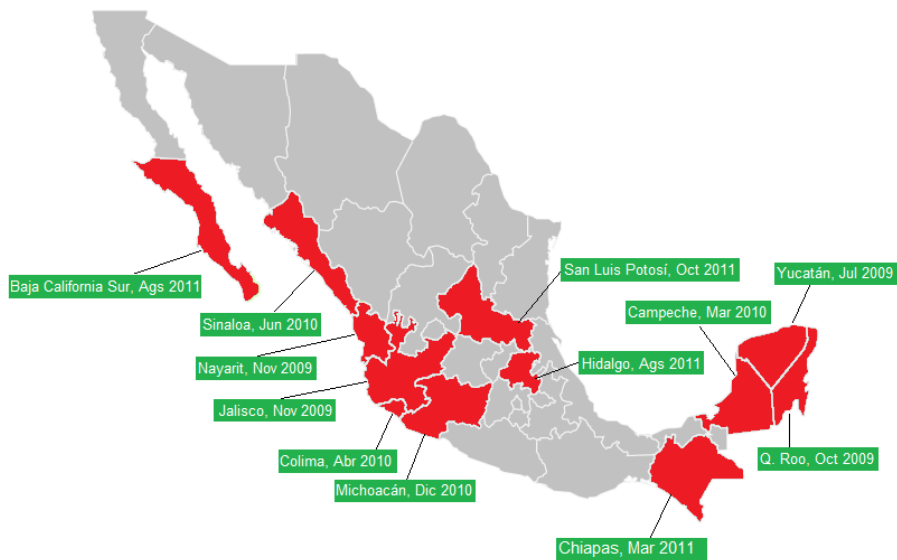 San Luis Potosí, Oct 2011
Yucatán, Jul 2009
Baja California Sur, Ags 2011
Campeche, Mar 2010
Sinaloa, Jun 2010
Nayarit, Nov 2009
Hidalgo, Ags 2011
Jalisco, Nov 2009
Colima, Abr 2010
Q. Roo, Oct 2009
Michoacán, Dic 2010
Chiapas, Mar 2011